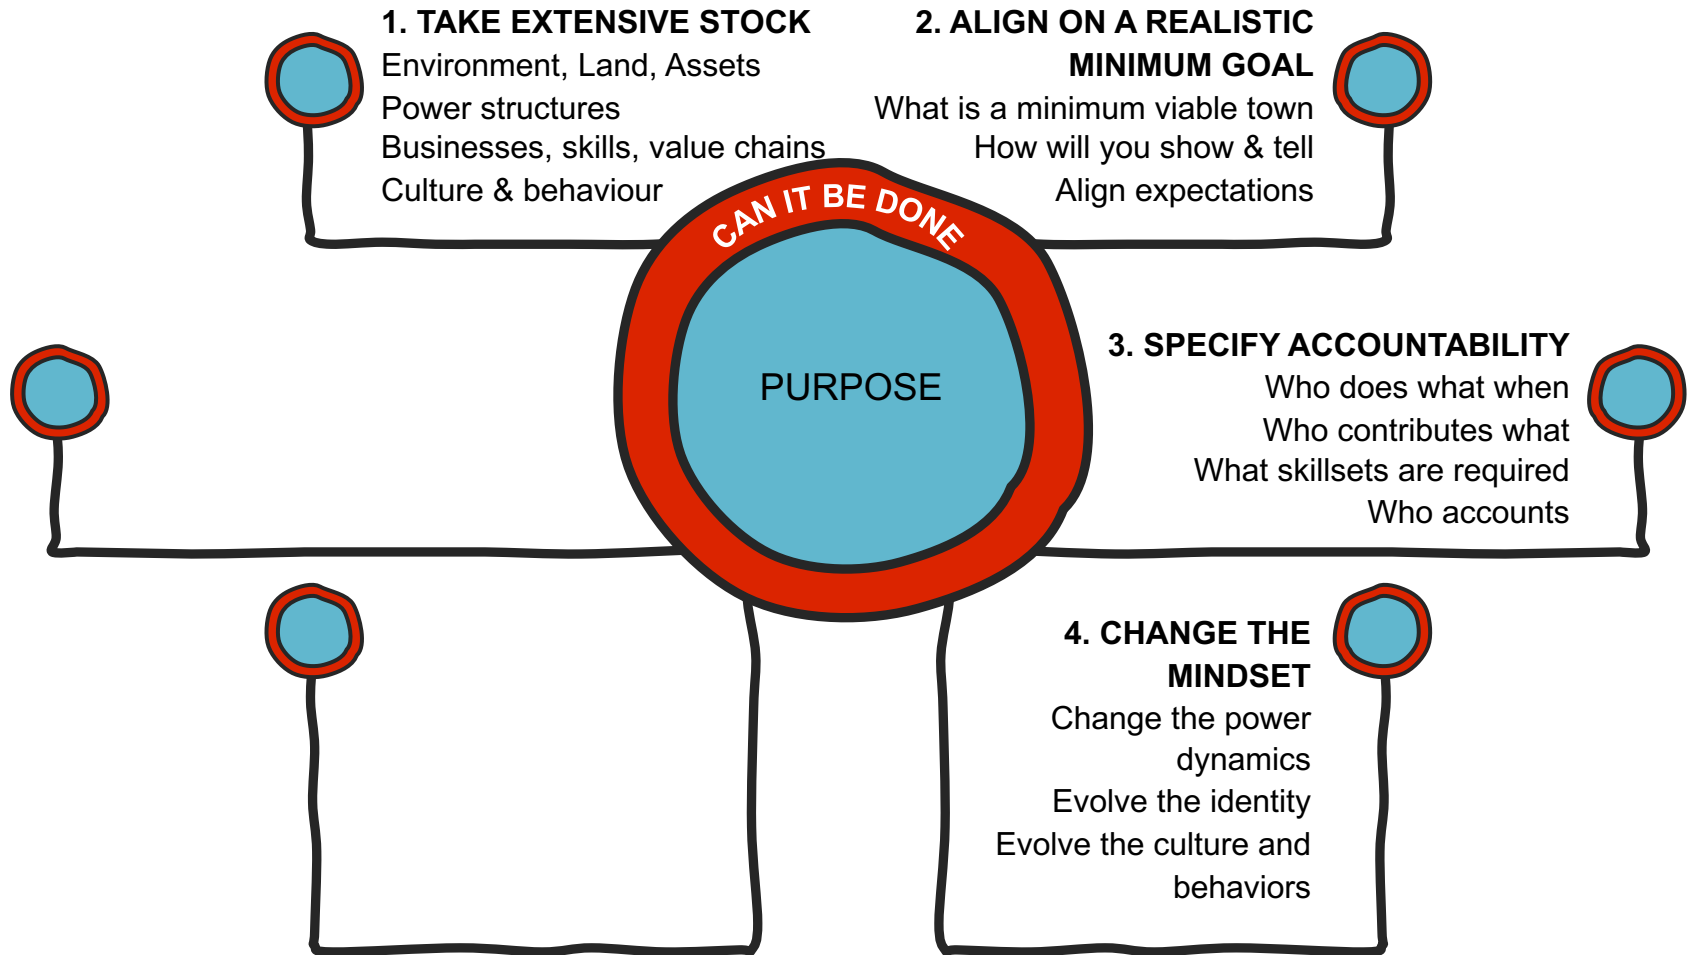 1. TAKE EXTENSIVE STOCK
Environment, Land, Assets
Power structures
Businesses, skills, value chains
Culture & behaviour
2. ALIGN ON A REALISTIC
MINIMUM GOAL
What is a minimum viable town
How will you show & tell
Align expectations
CAN IT BE DONE
PURPOSE
3. SPECIFY ACCOUNTABILITY
Who does what when
Who contributes what
What skillsets are required
Who accounts
4. CHANGE THE
MINDSET
Change the power
dynamics
Evolve the identity
Evolve the culture and
behaviors